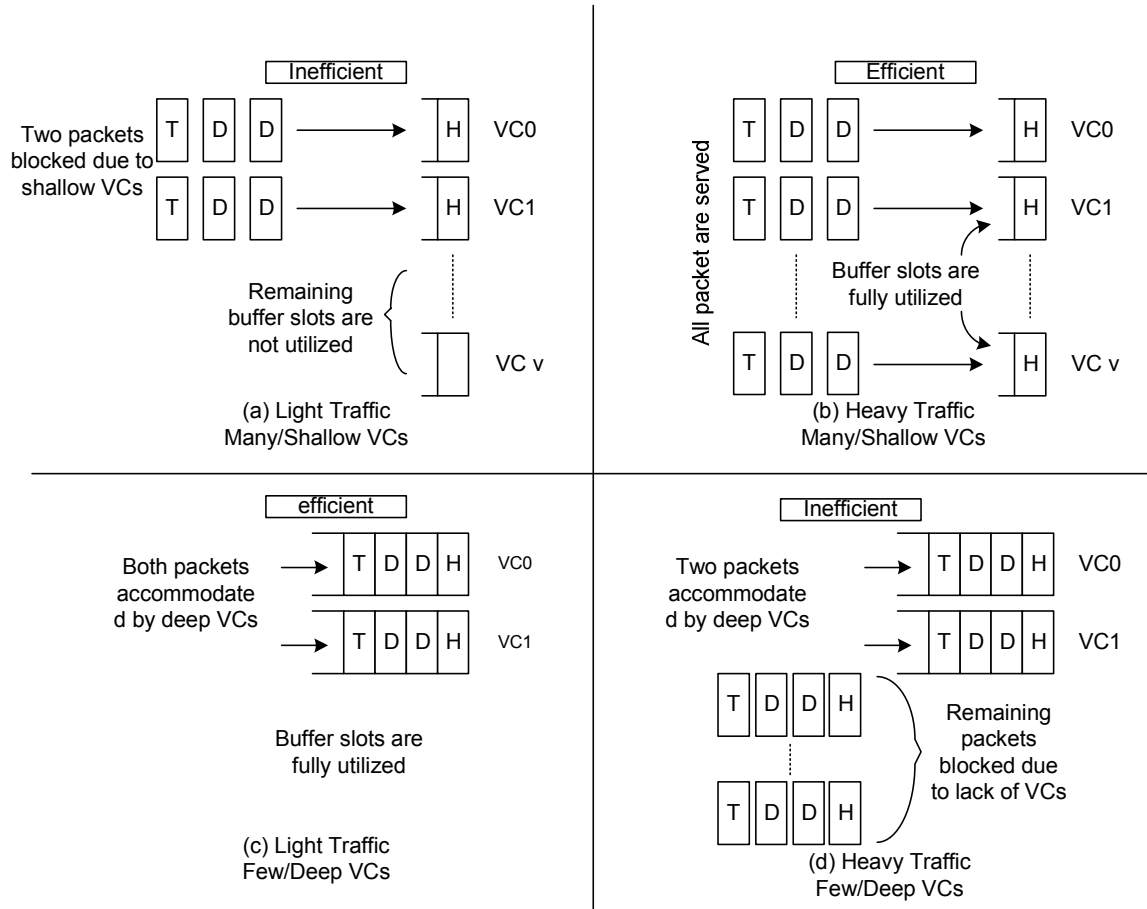 Inefficient
Two packets
blocked due to
shallow VCs
T D D H VC0
T D D H VC1
Remaining
buffer slots are
not utilized
VC v
(a) Light Traffic
Many/Shallow VCs
Efficient
All packet are served
T D D H VC0
T D D H VC1
Buffer slots are
fully utilized
T D D H VC v
(b) Heavy Traffic
Many/Shallow VCs
efficient
Both packets
accommodate
d by deep VCs
T D D H VC0
T D D H VC1
Buffer slots are
fully utilized
(c) Light Traffic
Few/Deep VCs
Inefficient
Two packets
accommodate
d by deep VCs
T D D H VC0
T D D H VC1
T D D H
T D D H
Remaining
packets
blocked due
to lack of VCs
(d) Heavy Traffic
Few/Deep VCs